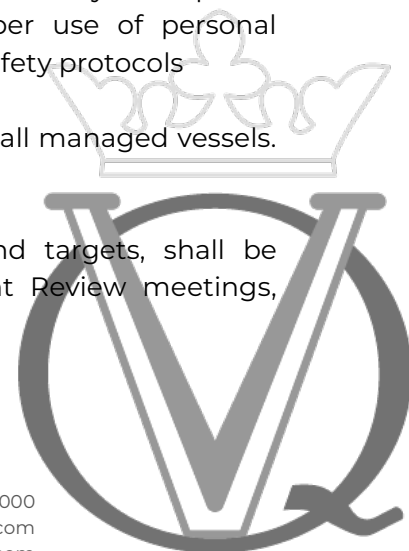 per use of personal
fety protocols
all managed vessels.
nd targets, shall be
t Review meetings,
000
com